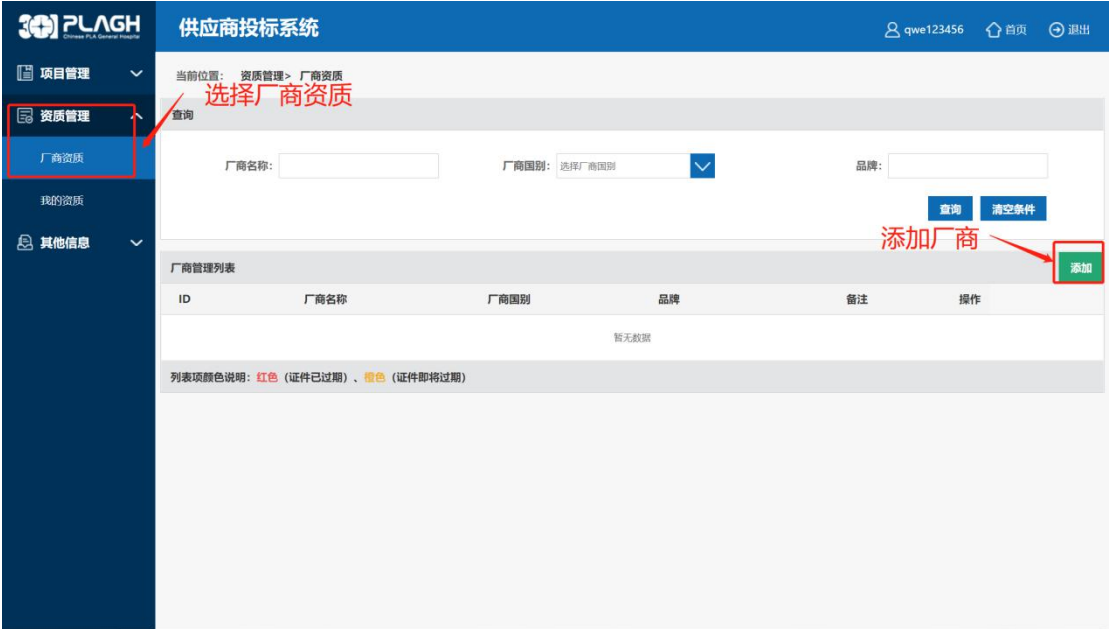 301 PLAGH
Chinese PLA General Hospital
供应商投标系统
qwe123456 首页 退出
项目管理
资质管理
厂商资质
我的资质
其他信息
当前位置： 资质管理> 厂商资质
选择厂商资质
查询
厂商名称：
厂商国别： 选择厂商国别
品牌：
查询 清空条件
添加厂商
厂商管理列表 添加
ID 厂商名称 厂商国别 品牌 备注 操作
暂无数据
列表项颜色说明：红色（证件已过期）、橙色（证件即将过期）